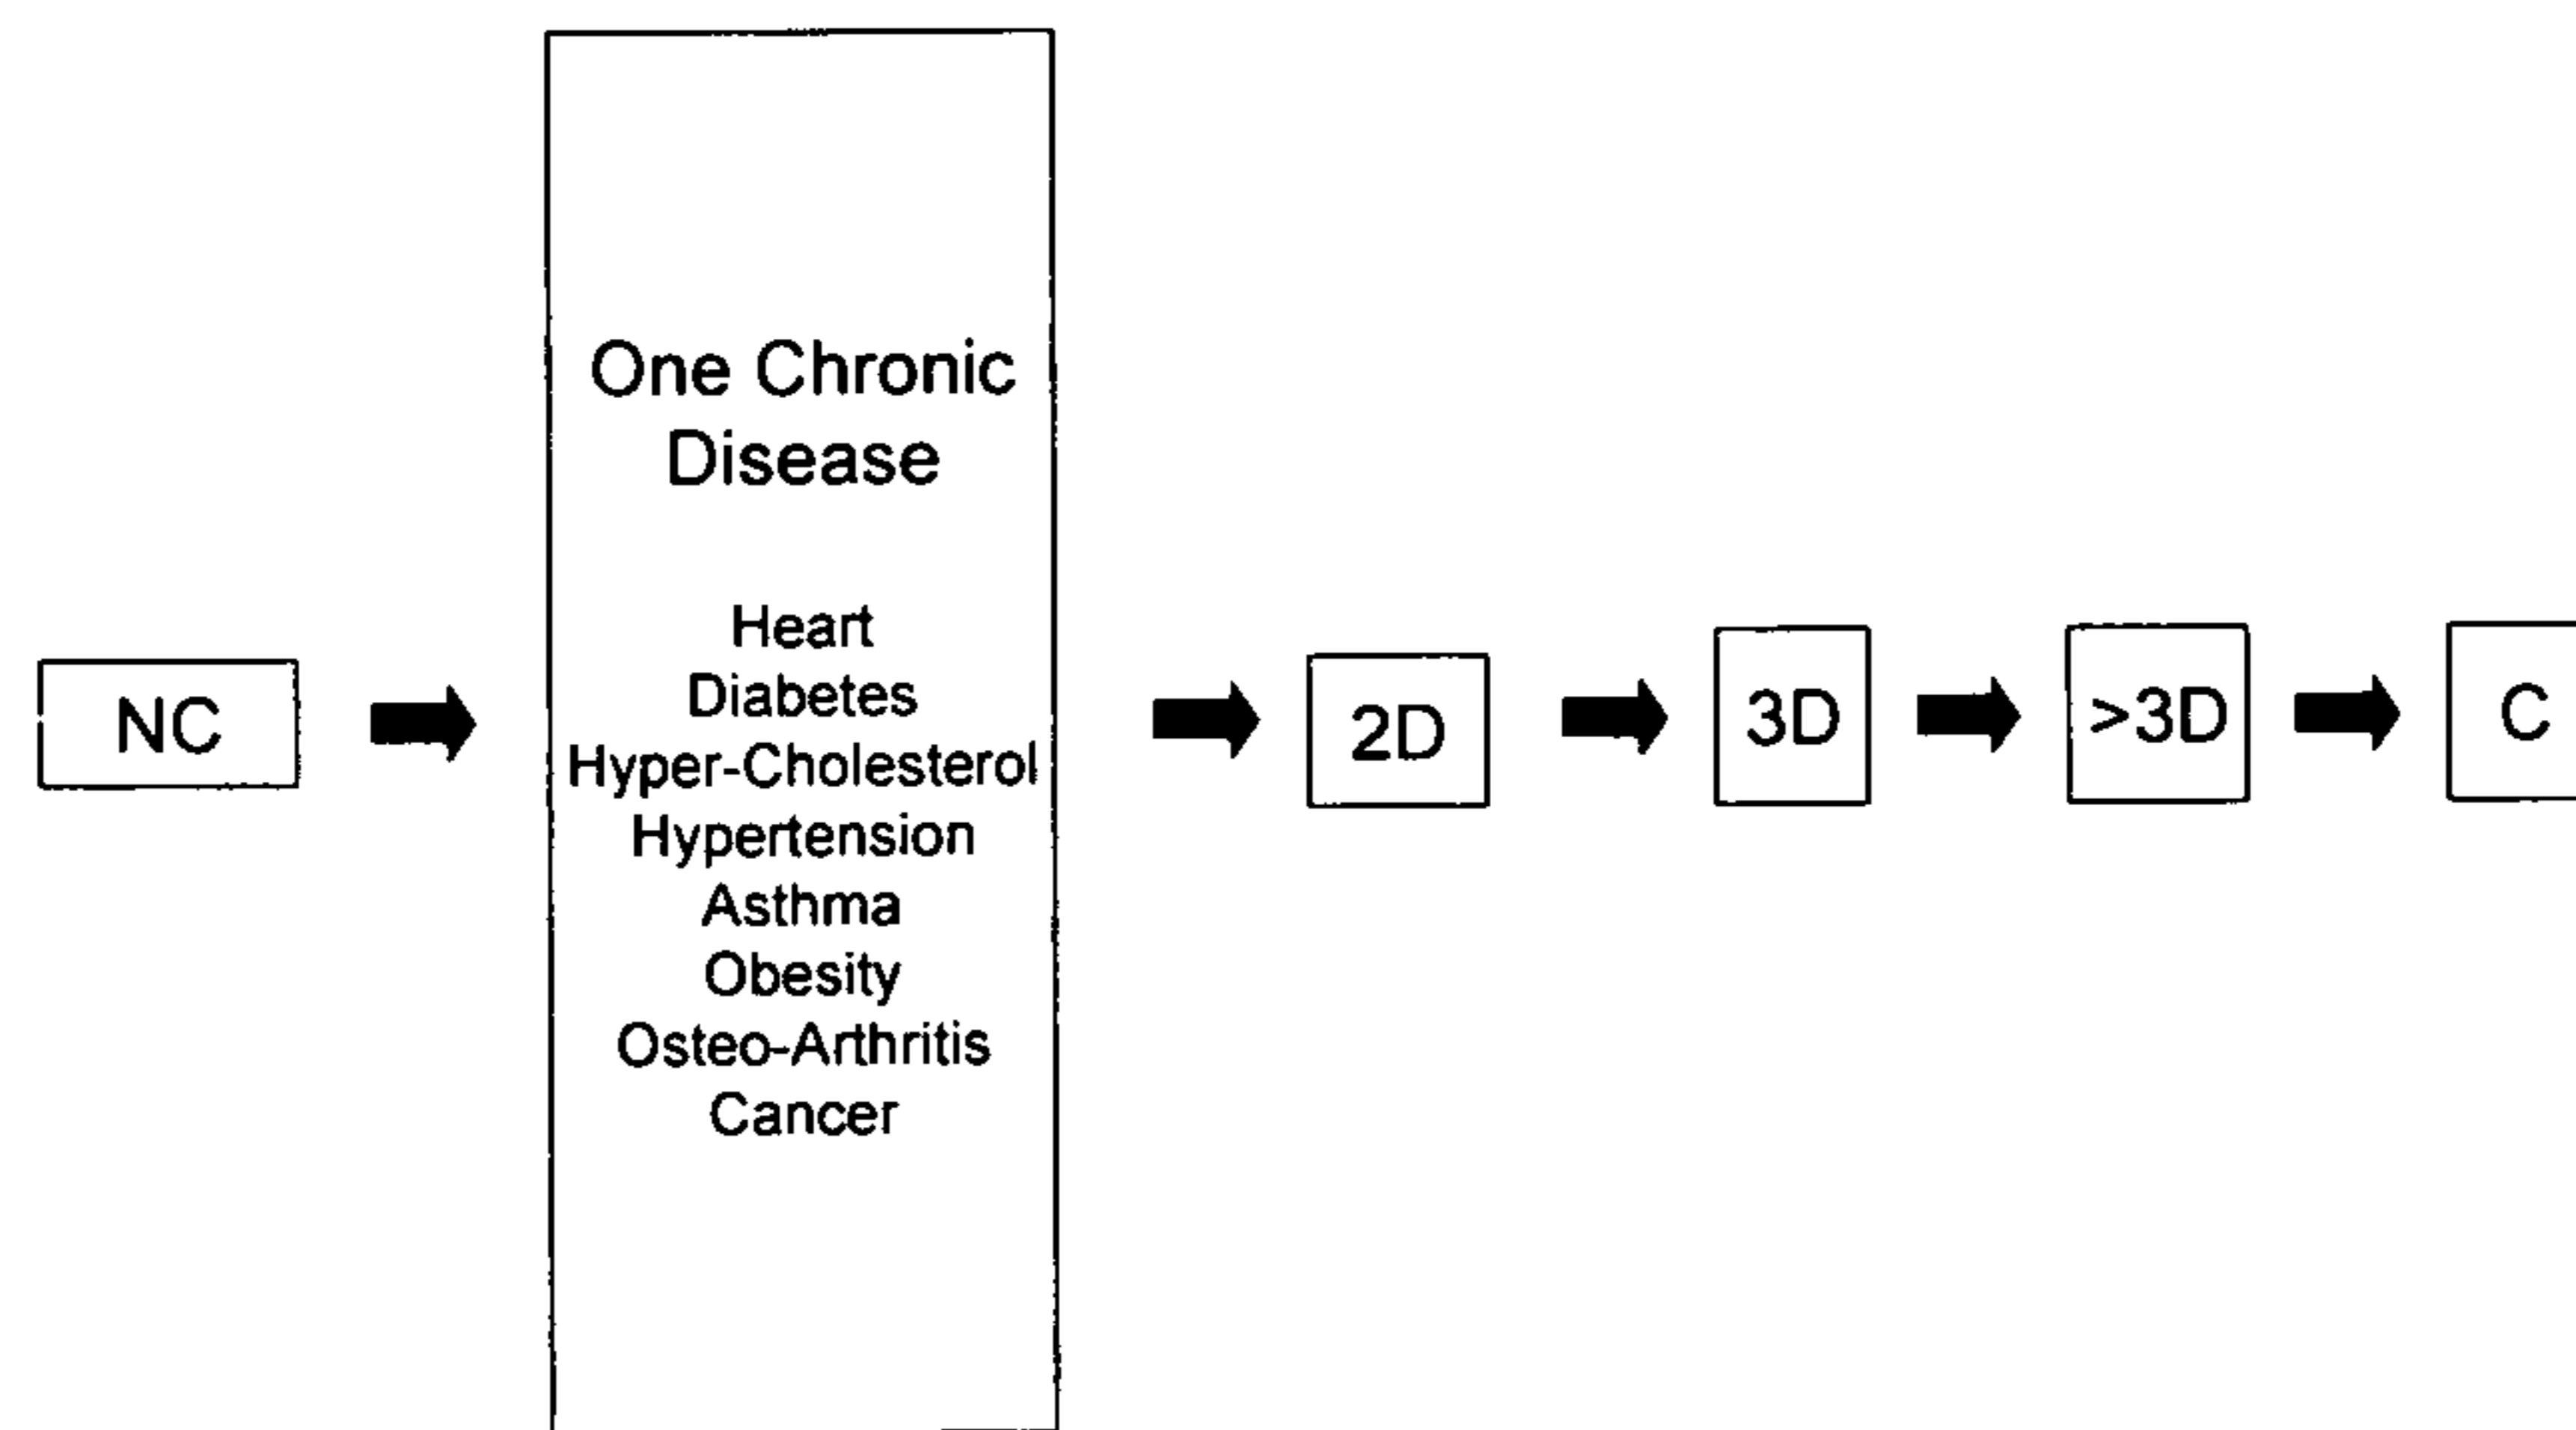 NC
One Chronic
Disease
Heart
Diabetes
Hyper-Cholesterol
Hypertension
Asthma
Obesity
Osteo-Arthritis
Cancer
2D
3D
>3D
C